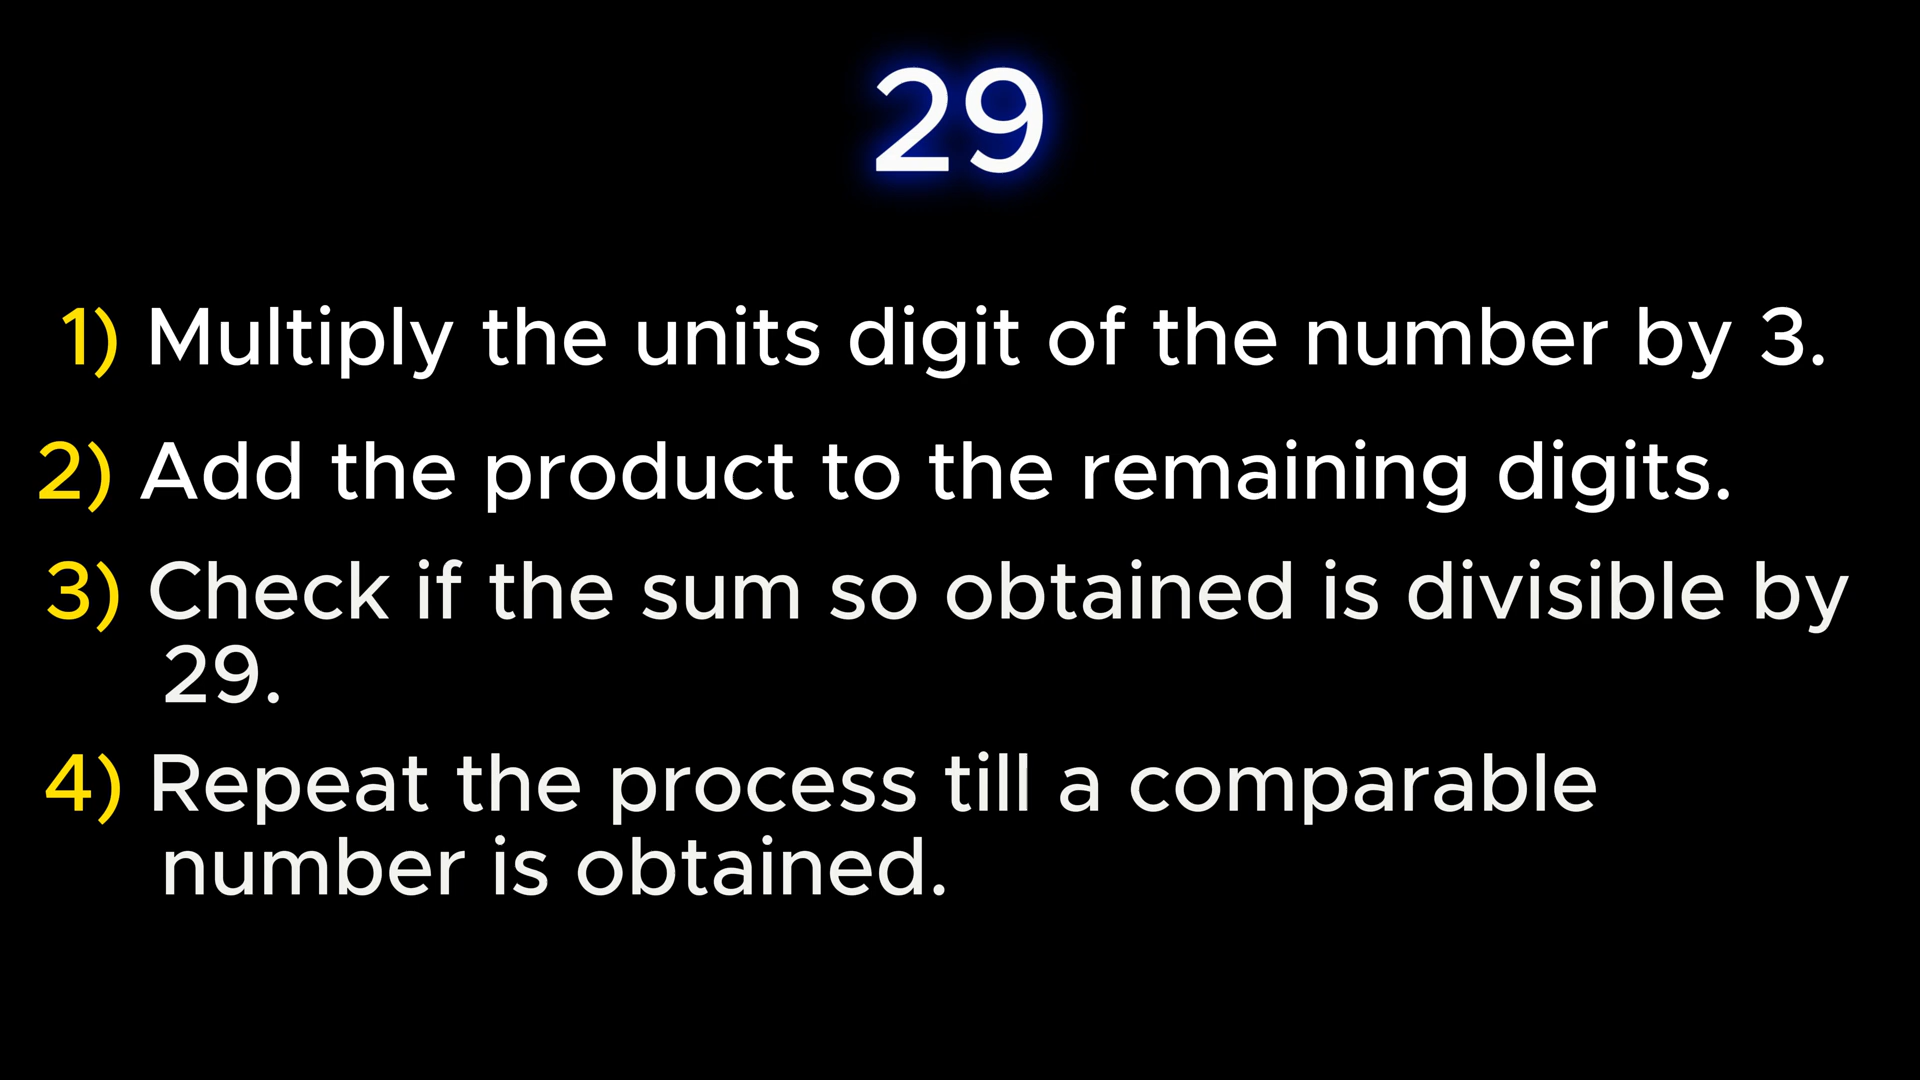 29
1) Multiply the units digit of the number by 3.
2) Add the product to the remaining digits.
3) Check if the sum so obtained is divisible by
29.
4) Repeat the process till a comparable
number is obtained.